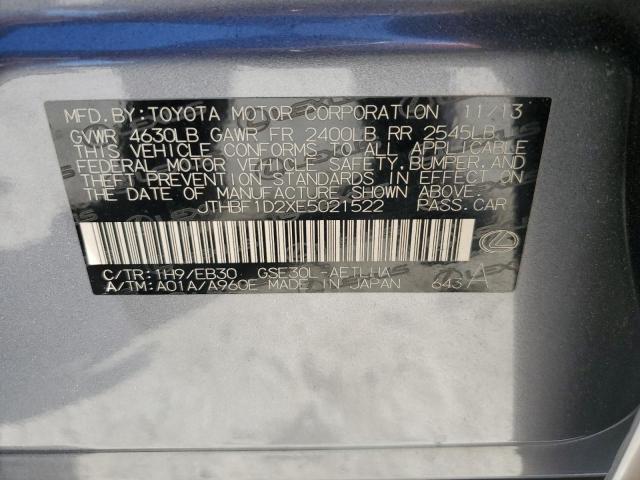 MFD. BY: TOYOTA MOTOR CORPORATION 11/13
GVWR 4630LB GAWR FR 2400LB RR 2545LB
THIS VEHICLE CONFORMS TO ALL APPLICABLE
FEDERAL MOTOR VEHICLE SAFETY, BUMPER, AND
THEFT PREVENTION STANDARDS IN EFFECT ON
THE DATE OF MANUFACTURE SHOWN ABOVE.
JTHBF1D2XE5021522 PASS. CAR
C/TR: 1H9/EB30 GSE30L-AETLHA
A/TM: A01A/A960E MADE IN JAPAN 643 A